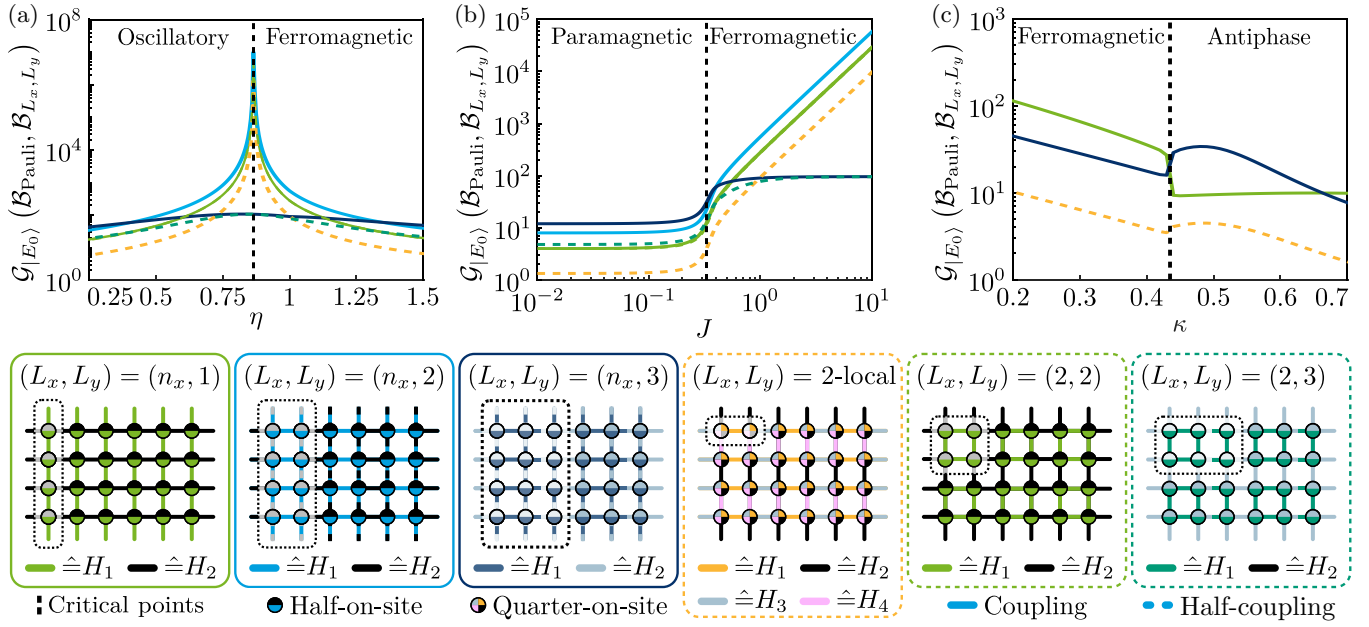 (a)
10^8
10^4
10^0
𝒢_{|E_0⟩} (ℬ_Pauli, ℬ_{L_x, L_y})
Oscillatory
Ferromagnetic
0.25 0.5 0.75 1 1.25 1.5
η
(b)
10^5
10^4
10^3
10^2
10^1
10^0
𝒢_{|E_0⟩} (ℬ_Pauli, ℬ_{L_x, L_y})
Paramagnetic
Ferromagnetic
10^{-2} 10^{-1} 10^0 10^1
J
(c)
10^3
10^2
10^1
10^0
𝒢_{|E_0⟩} (ℬ_Pauli, ℬ_{L_x, L_y})
Ferromagnetic
Antiphase
0.2 0.3 0.4 0.5 0.6 0.7
κ
(L_x, L_y) = (n_x, 1)
≙H_1 ≙H_2
(L_x, L_y) = (n_x, 2)
≙H_1 ≙H_2
(L_x, L_y) = (n_x, 3)
≙H_1 ≙H_2
(L_x, L_y) = 2-local
≙H_1 ≙H_2
≙H_3 ≙H_4
(L_x, L_y) = (2, 2)
≙H_1 ≙H_2
(L_x, L_y) = (2, 3)
≙H_1 ≙H_2
Critical points
Half-on-site
Quarter-on-site
Coupling
Half-coupling